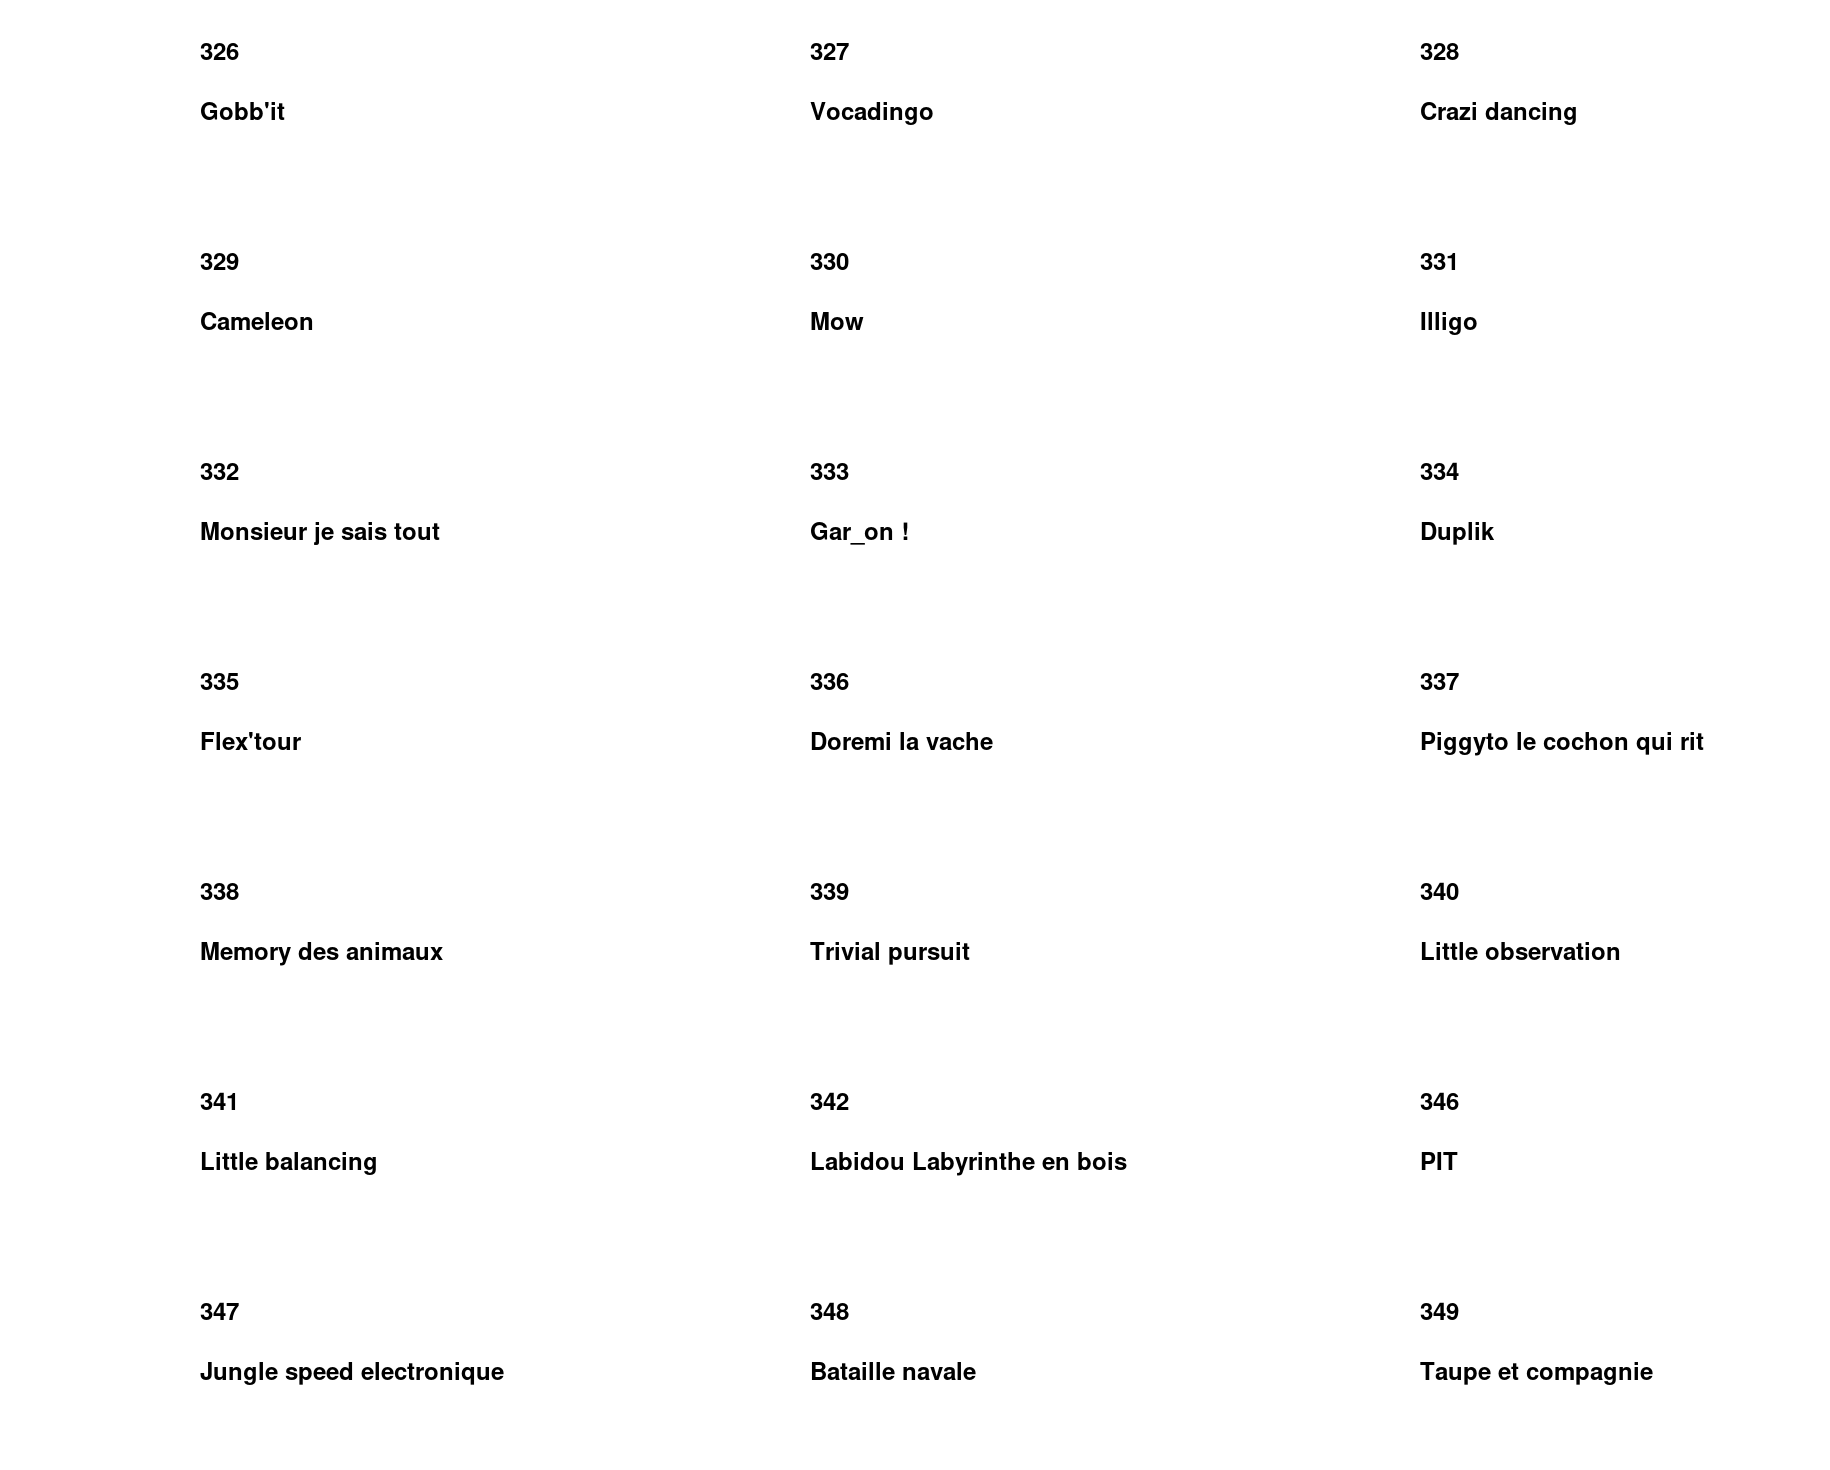 326 327 328
Gobb'it Vocadingo Crazi dancing
329 330 331
Cameleon Mow Illigo
332 333 334
Monsieur je sais tout Gar_on ! Duplik
335 336 337
Flex'tour Doremi la vache Piggyto le cochon qui rit
338 339 340
Memory des animaux Trivial pursuit Little observation
341 342 346
Little balancing Labidou Labyrinthe en bois PIT
347 348 349
Jungle speed electronique Bataille navale Taupe et compagnie